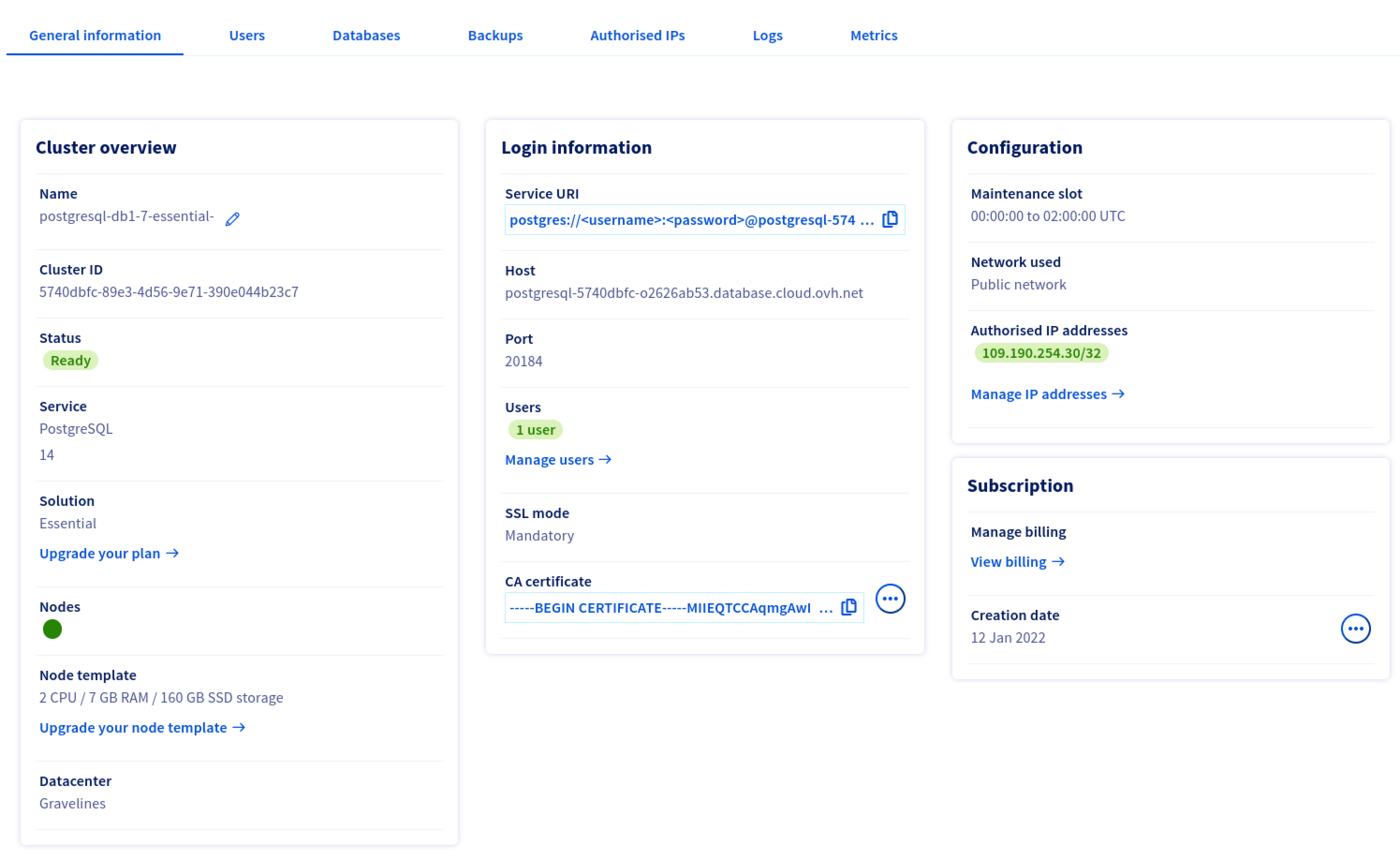 General information
Users
Databases
Backups
Authorised IPs
Logs
Metrics
Cluster overview
Name
postgresql-db1-7-essential-
Cluster ID
5740dbfc-89e3-4d56-9e71-390e044b23c7
Status
Ready
Service
PostgreSQL
14
Solution
Essential
Upgrade your plan →
Nodes
Node template
2 CPU / 7 GB RAM / 160 GB SSD storage
Upgrade your node template →
Datacenter
Gravelines
Login information
Service URI
postgres://<username>:<password>@postgresql-574 ...
Host
postgresql-5740dbfc-o2626ab53.database.cloud.ovh.net
Port
20184
Users
1 user
Manage users →
SSL mode
Mandatory
CA certificate
-----BEGIN CERTIFICATE-----MIIEQTCCAqmgAwI ...
Configuration
Maintenance slot
00:00:00 to 02:00:00 UTC
Network used
Public network
Authorised IP addresses
109.190.254.30/32
Manage IP addresses →
Subscription
Manage billing
View billing →
Creation date
12 Jan 2022